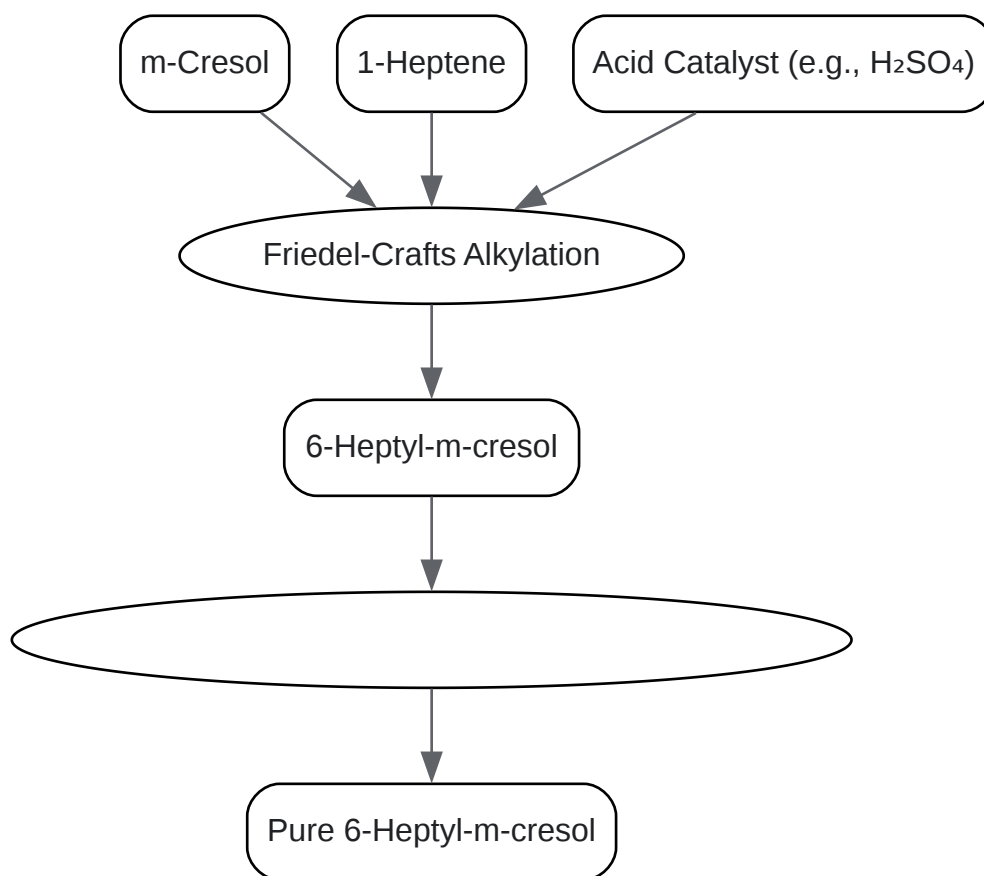 m-Cresol
1-Heptene
Acid Catalyst (e.g., H₂SO₄)
Friedel-Crafts Alkylation
6-Heptyl-m-cresol
Pure 6-Heptyl-m-cresol